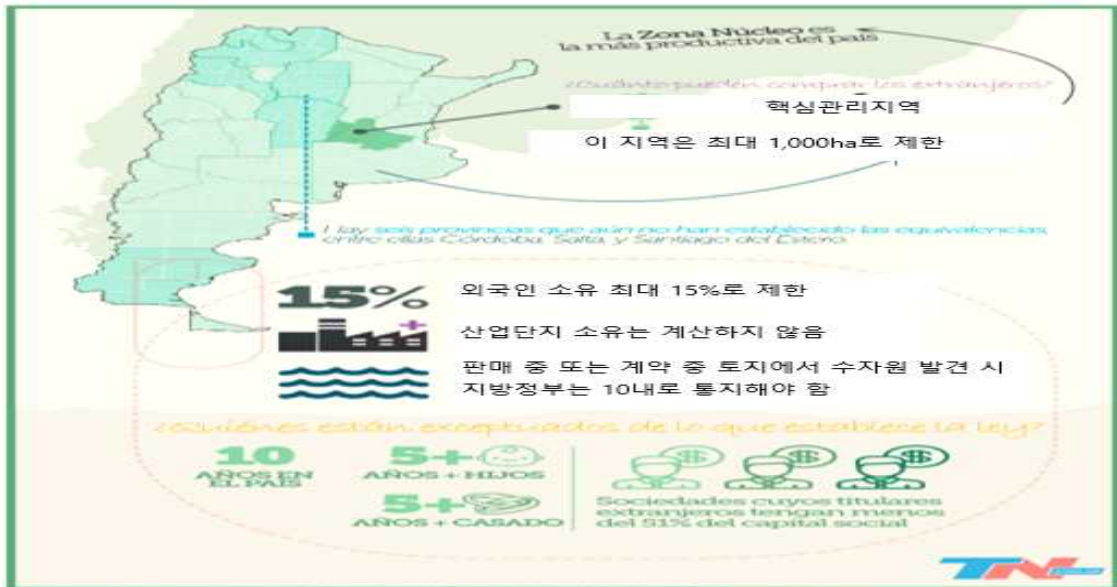 La Zona Núcleo es
la más productiva del país
¿Cuánto pueden comprar los extranjeros?
핵심관리지역
이 지역은 최대 1,000ha로 제한
Hay seis provincias que aún no han establecido las equivalencias,
entre ellas Córdoba, Salta, y Santiago del Estero.
15%
외국인 소유 최대 15%로 제한
산업단지 소유는 계산하지 않음
판매 중 또는 계약 중 토지에서 수자원 발견 시
지방정부는 10내로 통지해야 함
¿Quiénes están exceptuados de lo que establece la ley?
10
AÑOS EN
EL PAÍS
5+
AÑOS + HIJOS
5+
AÑOS + CASADO
Sociedades cuyos titulares
extranjeros tengan menos
del 51% del capital social
TN